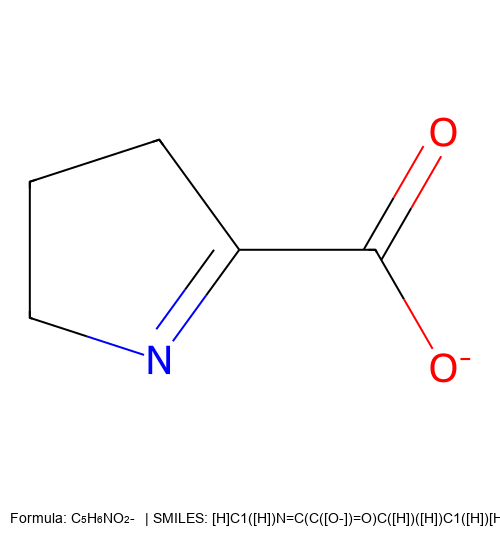 O
N
O-
Formula: C₅H₆NO₂- | SMILES: [H]C1([H])N=C(C([O-])=O)C([H])([H])C1([H])[H